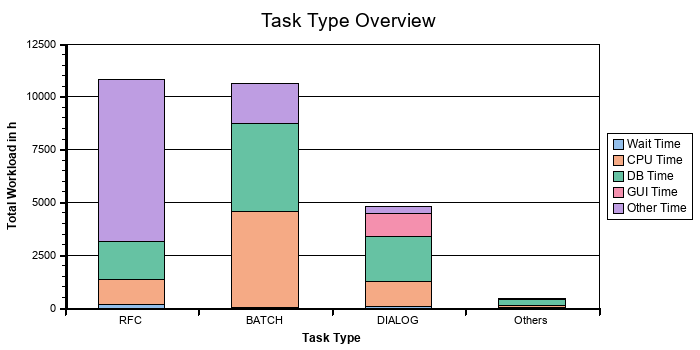 Task Type Overview
Total Workload in h
12500
10000
7500
5000
2500
0
RFC
BATCH
DIALOG
Others
Task Type
Wait Time
CPU Time
DB Time
GUI Time
Other Time